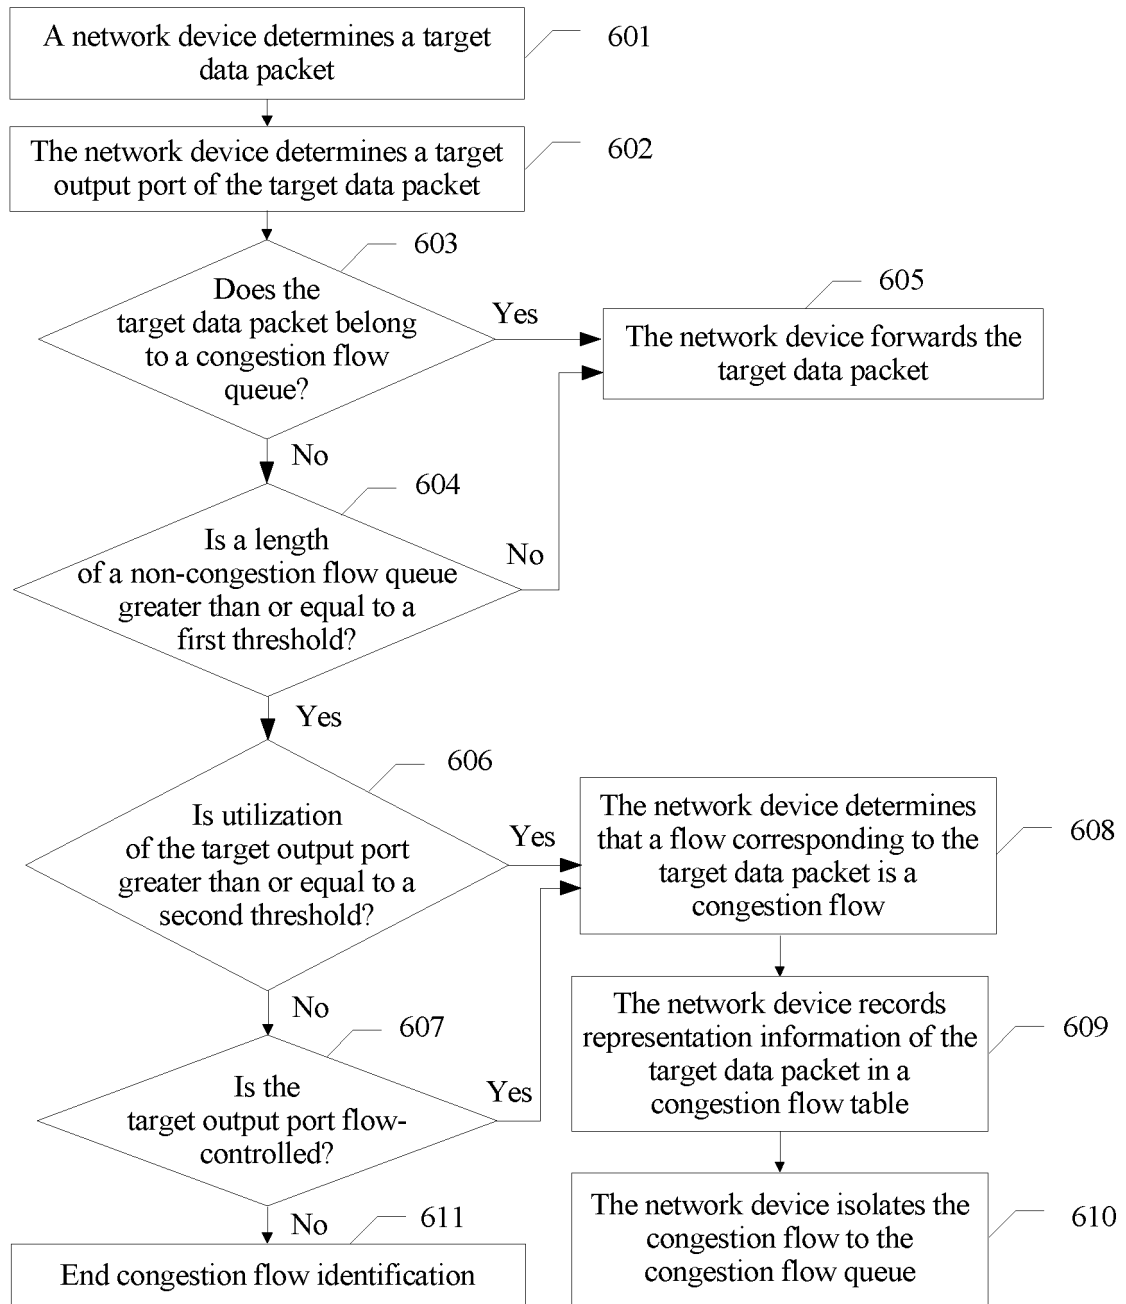 A network device determines a target
data packet
601
The network device determines a target
output port of the target data packet
602
603
Does the
target data packet belong
to a congestion flow
queue?
Yes
605
The network device forwards the
target data packet
No
604
Is a length
of a non-congestion flow queue
greater than or equal to a
first threshold?
No
Yes
606
Is utilization
of the target output port
greater than or equal to a
second threshold?
Yes
The network device determines
that a flow corresponding to the
target data packet is a
congestion flow
608
No
607
Is the
target output port flow-
controlled?
Yes
The network device records
representation information of the
target data packet in a
congestion flow table
609
No
611
End congestion flow identification
The network device isolates the
congestion flow to the
congestion flow queue
610